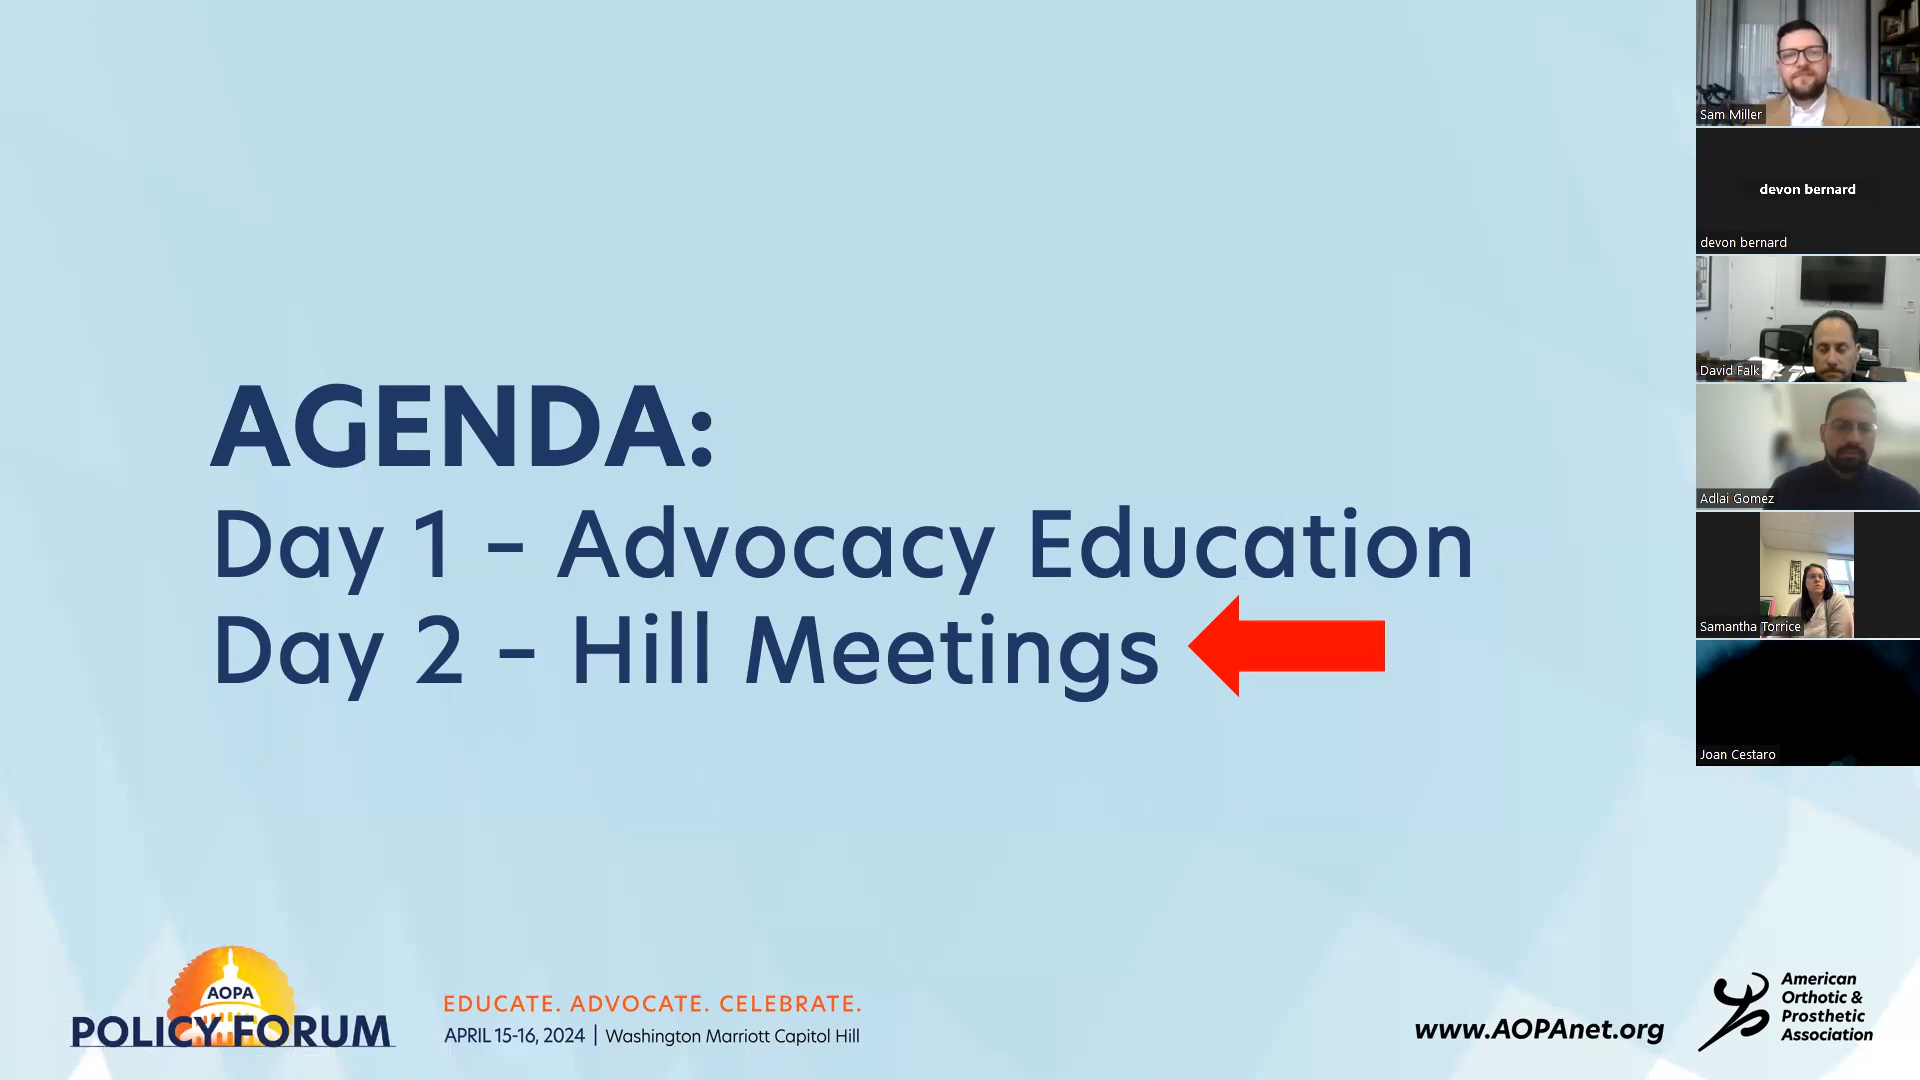 AGENDA:
Day 1 – Advocacy Education
Day 2 – Hill Meetings
AOPA
POLICY FORUM
EDUCATE. ADVOCATE. CELEBRATE.
APRIL 15-16, 2024 | Washington Marriott Capitol Hill
www.AOPAnet.org
American
Orthotic &
Prosthetic
Association
Sam Miller
devon bernard
devon bernard
David Falk
Adlai Gomez
Samantha Torrice
Joan Cestaro